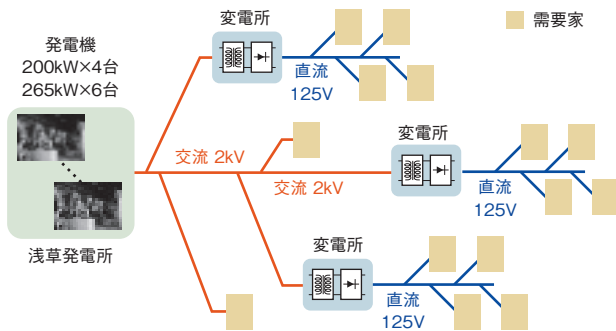 変電所
需要家
発電機
200kW×4台
265kW×6台
直流
125V
変電所
交流 2kV
交流 2kV
直流
125V
浅草発電所
変電所
直流
125V